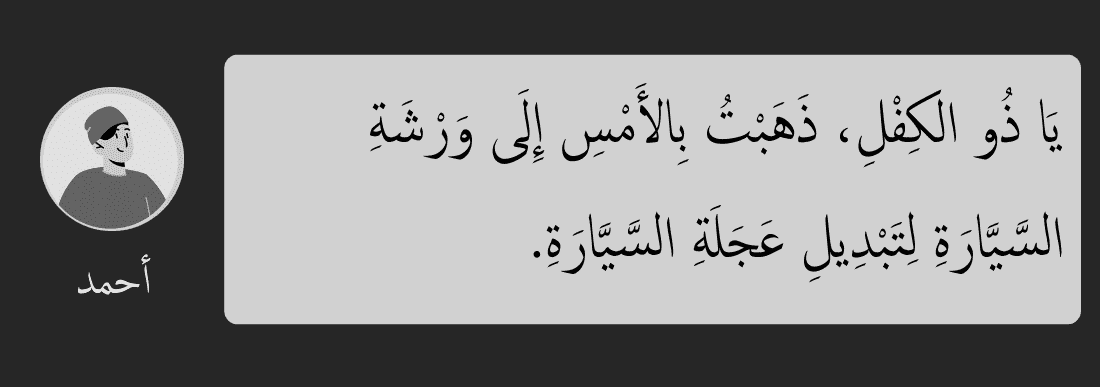 يَا ذُو الكِفْلِ، ذَهَبْتُ بِالأَمْسِ إِلَى وَرْشَةِ
السَّيَّارَةِ لِتَبْدِيلِ عَجَلَةِ السَّيَّارَةِ.
أحمد